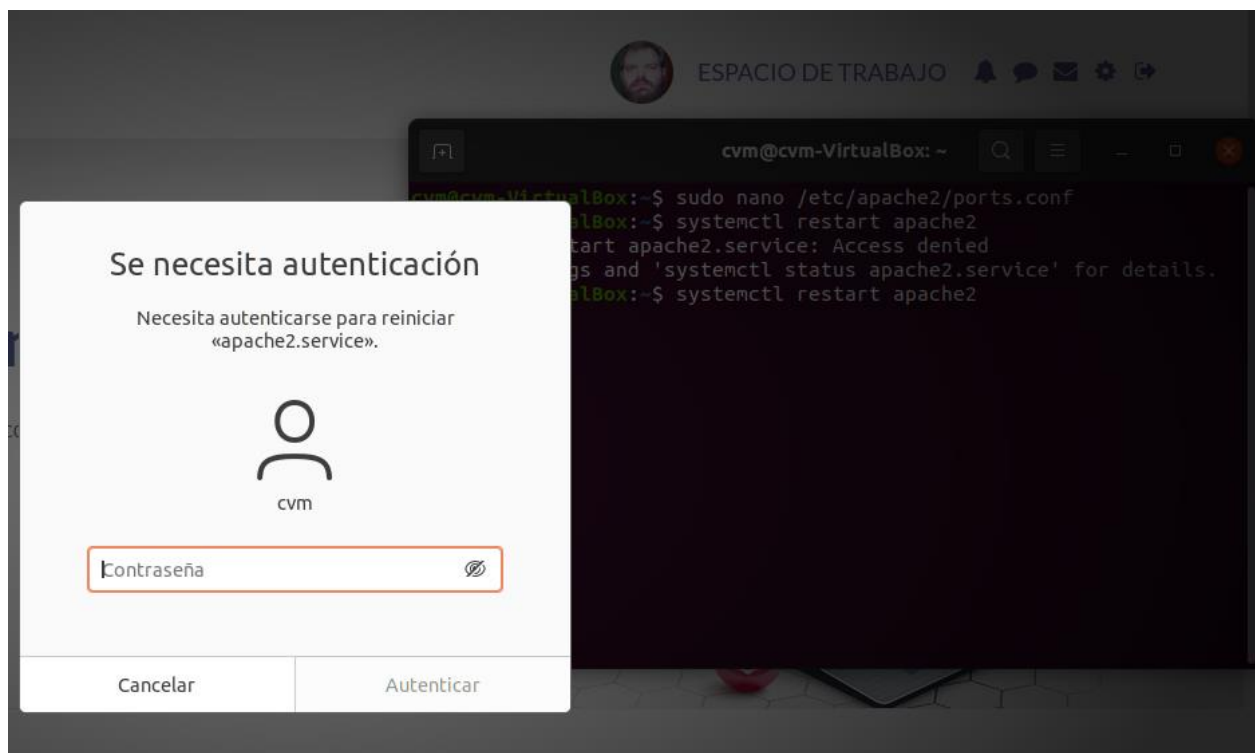 ESPACIO DE TRABAJO
cvm@cvm-VirtualBox: ~
cvm@cvm-VirtualBox:~$ sudo nano /etc/apache2/ports.conf
alBox:~$ systemctl restart apache2
tart apache2.service: Access denied
gs and 'systemctl status apache2.service' for details.
alBox:~$ systemctl restart apache2
Se necesita autenticación
Necesita autenticarse para reiniciar
«apache2.service».
cvm
Contraseña
Cancelar
Autenticar